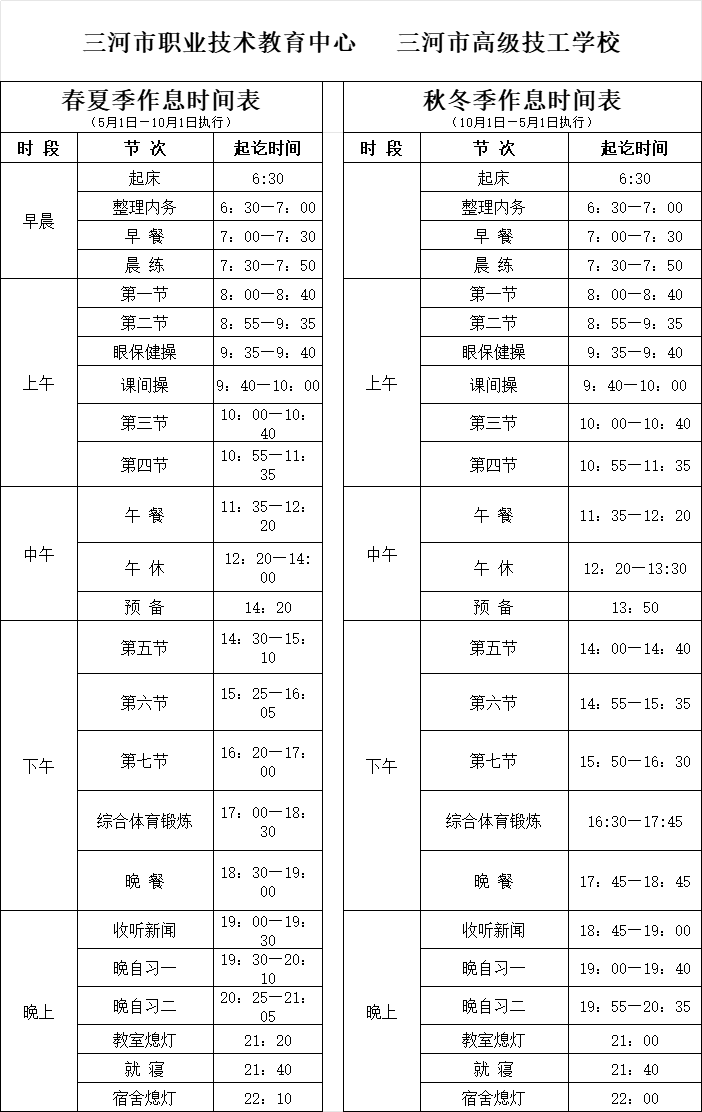 三河市职业技术教育中心 三河市高级技工学校
春夏季作息时间表
（5月1日—10月1日执行）
时 段 节 次 起讫时间
早晨
起床 6:30
整理内务 6：30—7：00
早 餐 7：00—7：30
晨 练 7：30—7：50
上午
第一节 8：00—8：40
第二节 8：55—9：35
眼保健操 9：35—9：40
课间操 9：40—10：00
第三节 10：00—10：
40
第四节 10：55—11：
35
中午
午 餐 11：35—12：
20
午 休 12：20—14：
00
预 备 14：20
下午
第五节 14：30—15：
10
第六节 15：25—16：
05
第七节 16：20—17：
00
综合体育锻炼 17：00—18：
30
晚 餐 18：30—19：
00
晚上
收听新闻 19：00—19：
30
晚自习一 19：30—20：
10
晚自习二 20：25—21：
05
教室熄灯 21：20
就 寝 21：40
宿舍熄灯 22：10
秋冬季作息时间表
（10月1日—5月1日执行）
时 段 节 次 起讫时间
起床 6:30
整理内务 6：30—7：00
早 餐 7：00—7：30
晨 练 7：30—7：50
上午
第一节 8：00—8：40
第二节 8：55—9：35
眼保健操 9：35—9：40
课间操 9：40—10：00
第三节 10：00—10：40
第四节 10：55—11：35
中午
午 餐 11：35—12：20
午 休 12：20—13:30
预 备 13：50
下午
第五节 14：00—14：40
第六节 14：55—15：35
第七节 15：50—16：30
综合体育锻炼 16:30—17:45
晚 餐 17：45—18：45
晚上
收听新闻 18：45—19：00
晚自习一 19：00—19：40
晚自习二 19：55—20：35
教室熄灯 21：00
就 寝 21：40
宿舍熄灯 22：00